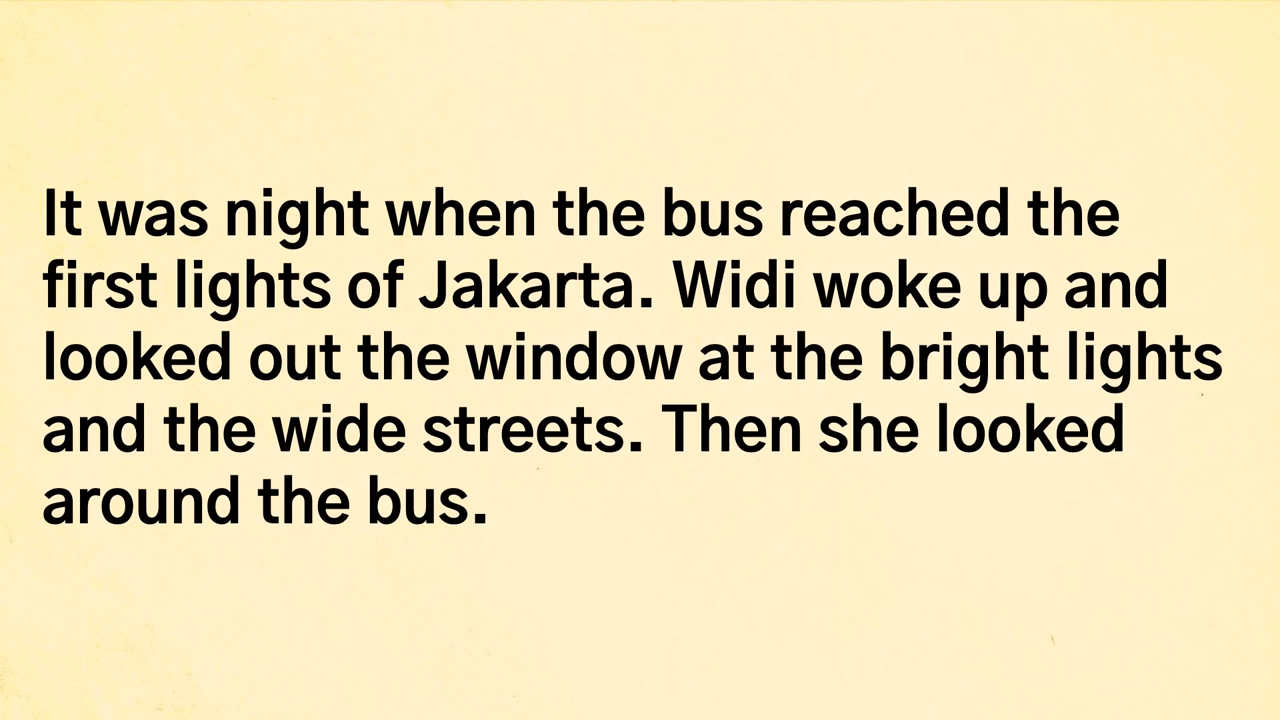 It was night when the bus reached the
first lights of Jakarta. Widi woke up and
looked out the window at the bright lights
and the wide streets. Then she looked
around the bus.